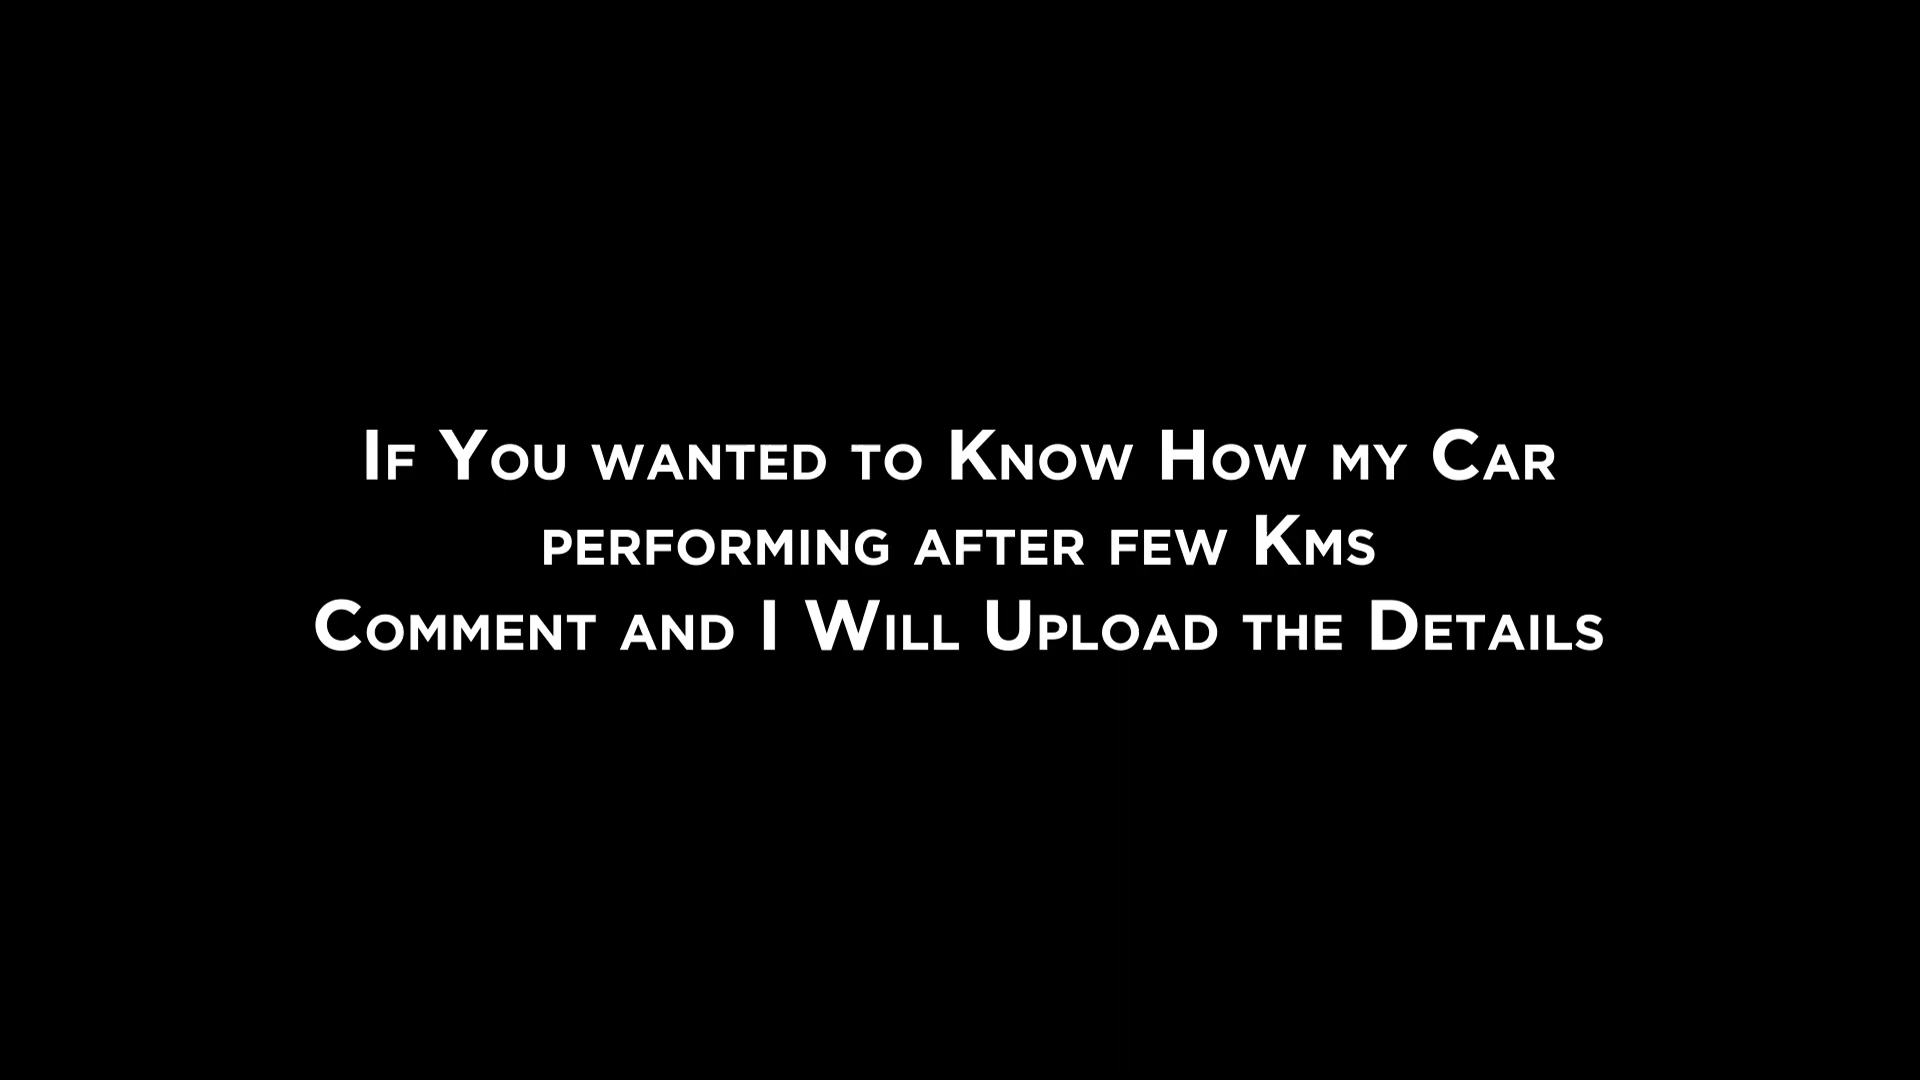 If You wanted to Know How my Car
performing after few Kms
Comment and I Will Upload the Details